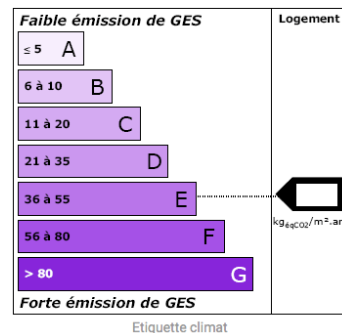 Faible émission de GES
Logement
≤ 5 A
6 à 10 B
11 à 20 C
21 à 35 D
36 à 55 E
kgéqCO2/m².an
56 à 80 F
> 80 G
Forte émission de GES
Etiquette climat